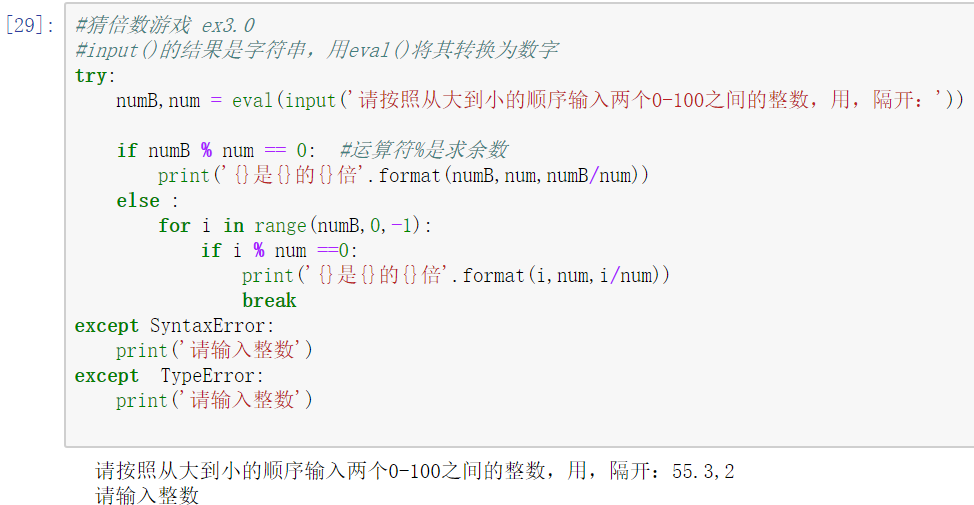 [29]: #猜倍数游戏 ex3.0
#input()的结果是字符串，用eval()将其转换为数字
try:
    numB,num = eval(input('请按照从大到小的顺序输入两个0-100之间的整数，用，隔开：'))
    if numB % num == 0:  #运算符%是求余数
        print('{}是{}的{}倍'.format(numB,num,numB/num))
    else :
        for i in range(numB,0,-1):
            if i % num ==0:
                print('{}是{}的{}倍'.format(i,num,i/num))
                break
except SyntaxError:
    print('请输入整数')
except  TypeError:
    print('请输入整数')
请按照从大到小的顺序输入两个0-100之间的整数，用，隔开：55.3,2
请输入整数